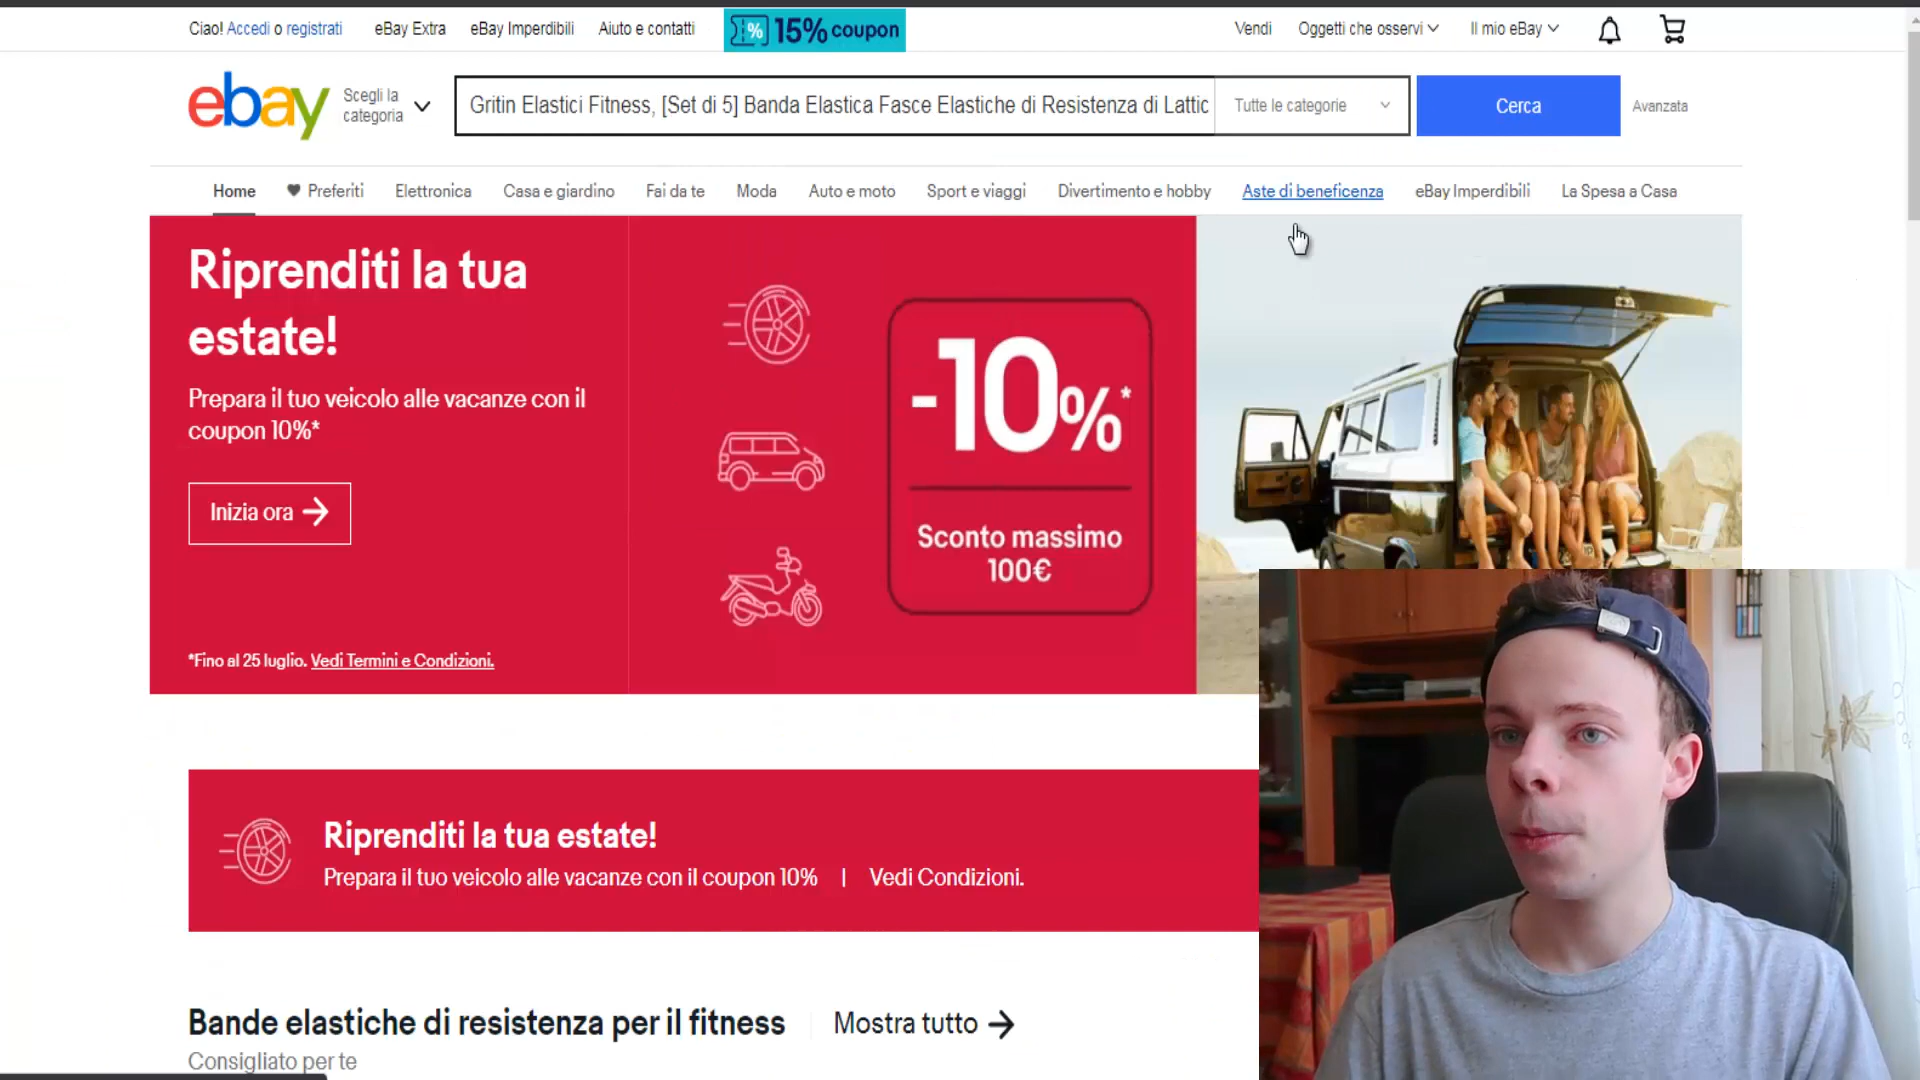 Ciao! Accedi o registrati eBay Extra eBay Imperdibili Aiuto e contatti % 15% coupon Vendi Oggetti che osservi Il mio eBay
ebay
Scegli la
categoria
Gritin Elastici Fitness, [Set di 5] Banda Elastica Fasce Elastiche di Resistenza di Lattic Tutte le categorie Cerca Avanzata
Home Preferiti Elettronica Casa e giardino Fai da te Moda Auto e moto Sport e viaggi Divertimento e hobby Aste di beneficenza eBay Imperdibili La Spesa a Casa
Riprenditi la tua
estate!
Prepara il tuo veicolo alle vacanze con il
coupon 10%*
Inizia ora
*Fino al 25 luglio. Vedi Termini e Condizioni.
-10%*
Sconto massimo
100€
Riprenditi la tua estate!
Prepara il tuo veicolo alle vacanze con il coupon 10% | Vedi Condizioni.
Bande elastiche di resistenza per il fitness Mostra tutto
Consigliato per te